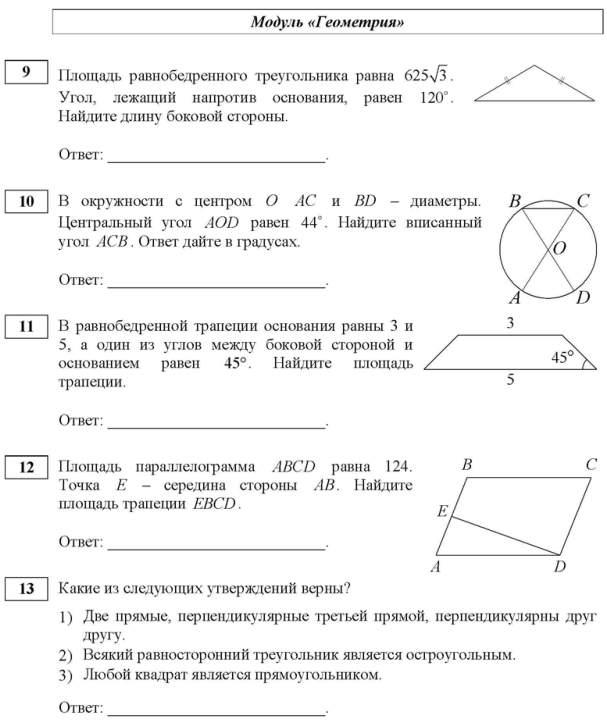 Модуль «Геометрия»
9
Площадь равнобедренного треугольника равна 625√3.
Угол, лежащий напротив основания, равен 120°.
Найдите длину боковой стороны.
Ответ: ___________________________.
10
В окружности с центром O AC и BD – диаметры.
Центральный угол AOD равен 44°. Найдите вписанный
угол ACB. Ответ дайте в градусах.
Ответ: ___________________________.
B C
O
A D
11
В равнобедренной трапеции основания равны 3 и
5, а один из углов между боковой стороной и
основанием равен 45°. Найдите площадь
трапеции.
Ответ: ___________________________.
3
45°
5
12
Площадь параллелограмма ABCD равна 124.
Точка E – середина стороны AB. Найдите
площадь трапеции EBCD.
Ответ: ___________________________.
B C
E
A D
13
Какие из следующих утверждений верны?
1) Две прямые, перпендикулярные третьей прямой, перпендикулярны друг
другу.
2) Всякий равносторонний треугольник является остроугольным.
3) Любой квадрат является прямоугольником.
Ответ: ___________________________.